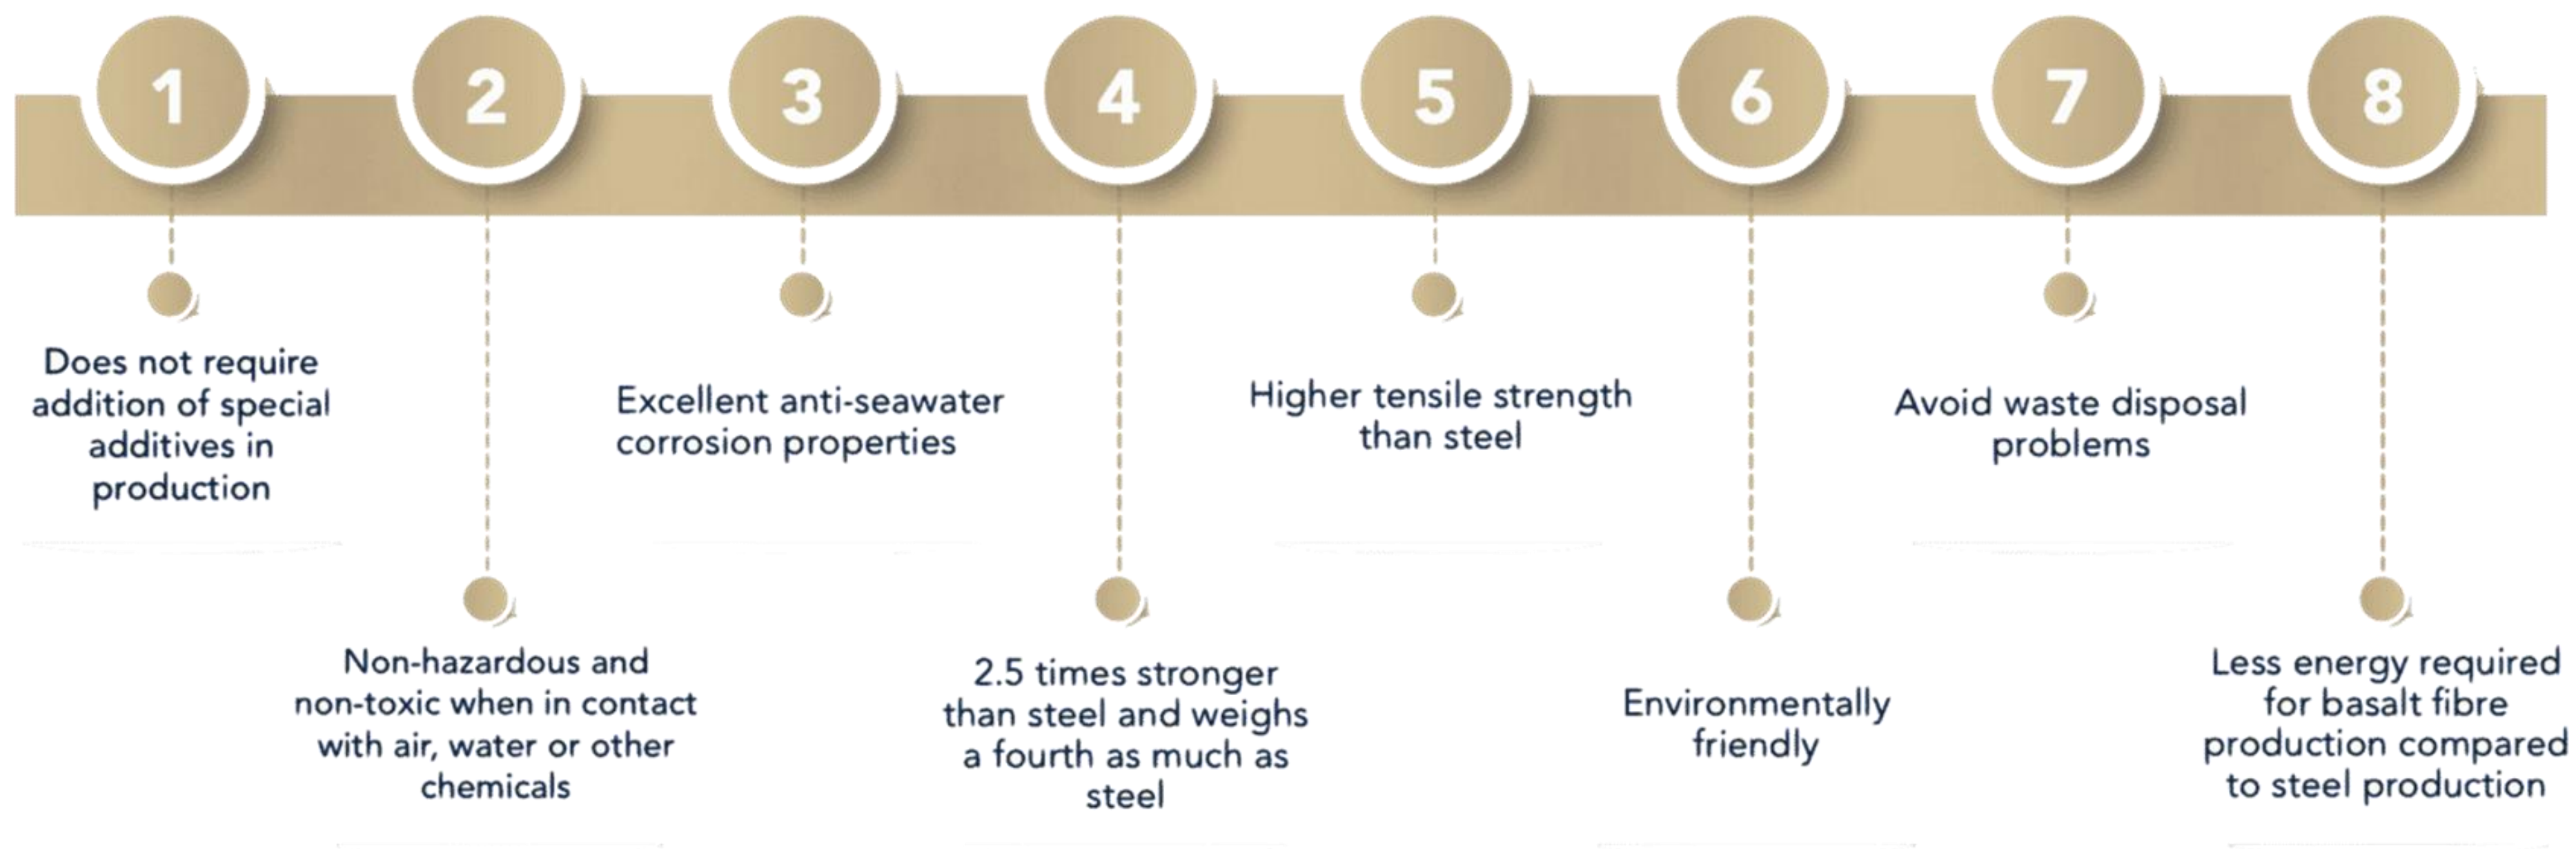 1
2
3
4
5
6
7
8
Does not require
addition of special
additives in
production
Non-hazardous and
non-toxic when in contact
with air, water or other
chemicals
Excellent anti-seawater
corrosion properties
2.5 times stronger
than steel and weighs
a fourth as much as
steel
Higher tensile strength
than steel
Environmentally
friendly
Avoid waste disposal
problems
Less energy required
for basalt fibre
production compared
to steel production